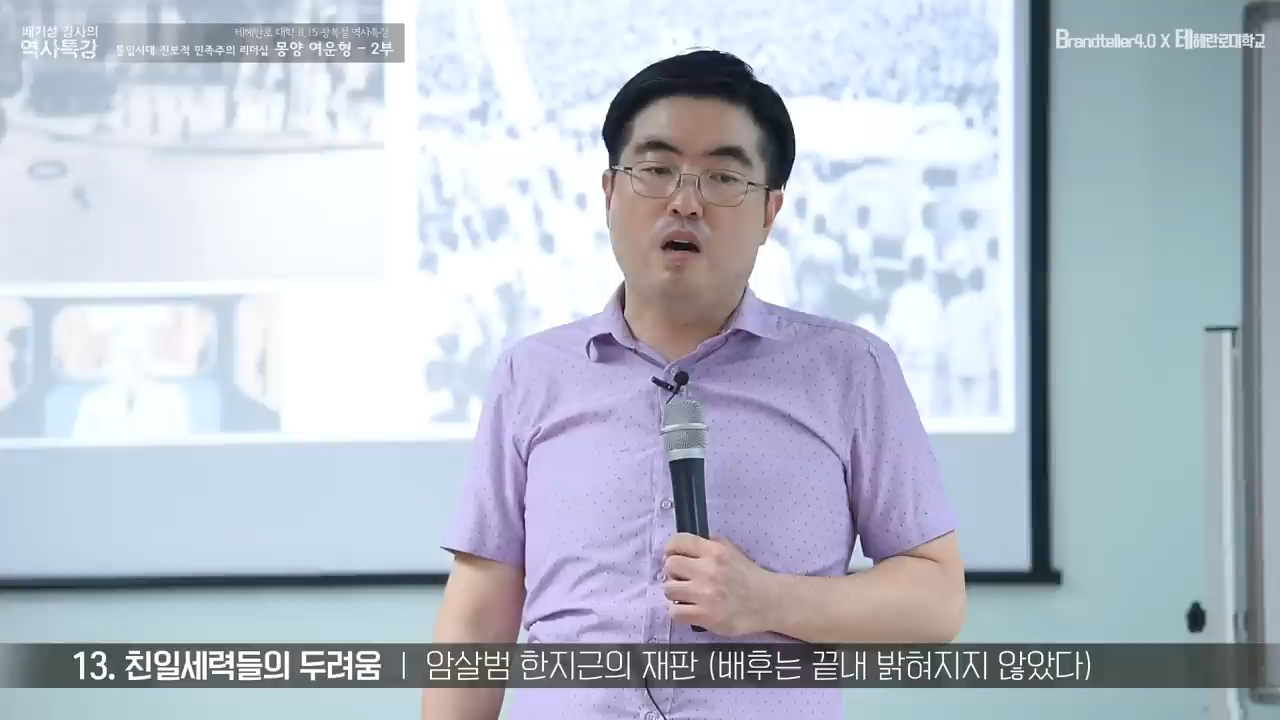 배기성 강사의
역사특강
테헤란로 대학 8.15 광복절 역사특강
통일시대 진보적 민족주의 리더십 몽양 여운형 - 2부
Brandteller4.0 X 테헤란로대학교
13. 친일세력들의 두려움 | 암살범 한지근의 재판 (배후는 끝내 밝혀지지 않았다)